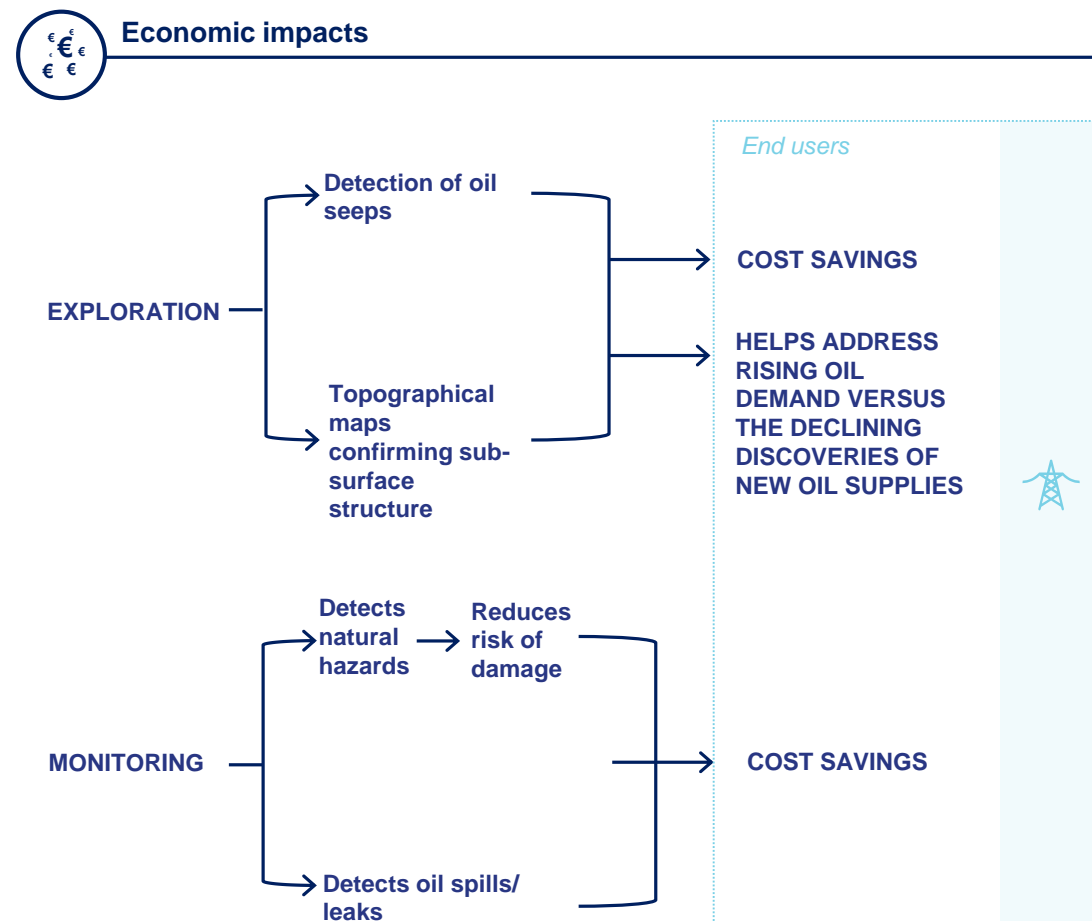 Economic impacts
End users
Detection of oil
seeps
COST SAVINGS
EXPLORATION
HELPS ADDRESS
RISING OIL
DEMAND VERSUS
THE DECLINING
DISCOVERIES OF
NEW OIL SUPPLIES
Topographical
maps
confirming sub-
surface
structure
Detects
natural
hazards
Reduces
risk of
damage
MONITORING
COST SAVINGS
Detects oil spills/
leaks